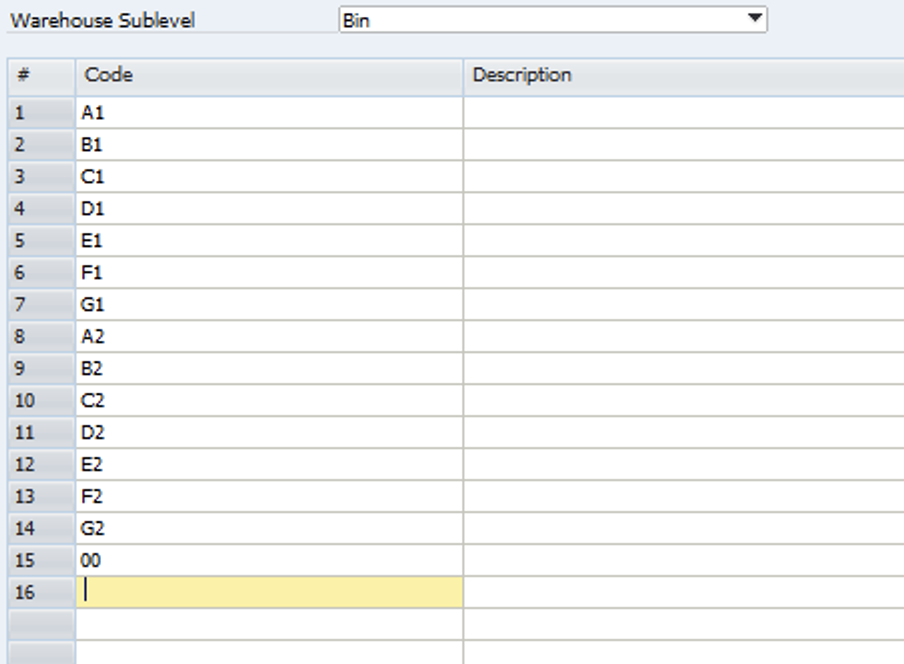 Warehouse Sublevel Bin
# Code Description
1 A1
2 B1
3 C1
4 D1
5 E1
6 F1
7 G1
8 A2
9 B2
10 C2
11 D2
12 E2
13 F2
14 G2
15 00
16